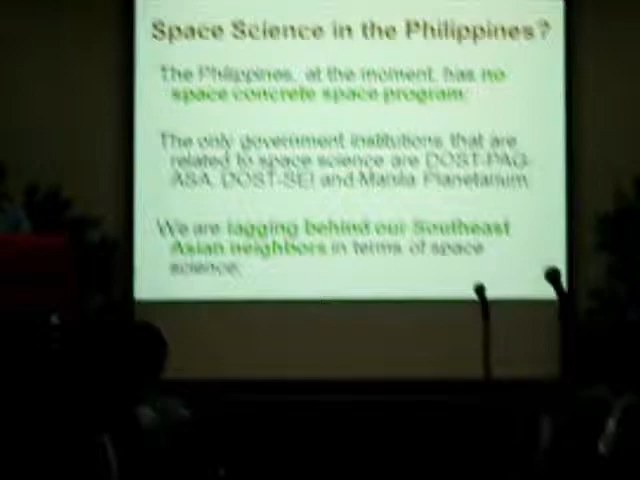 Space Science in the Philippines?
The Philippines, at the moment, has no
space concrete space program.
The only government institutions that are
related to space science are DOST-PAG-
ASA, DOST-SEI and Manila Planetarium.
We are lagging behind our Southeast
Asian neighbors in terms of space
science.